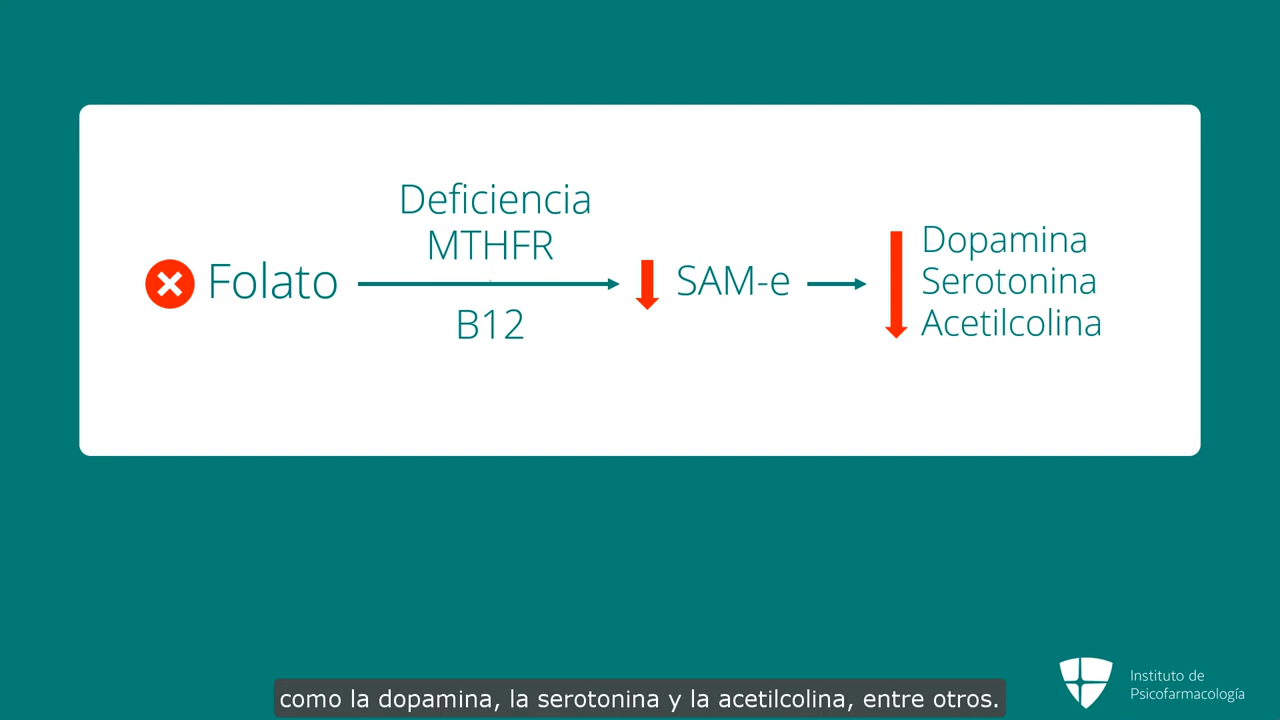 Deficiencia
MTHFR
Folato
B12
SAM-e
Dopamina
Serotonina
Acetilcolina
Instituto de
Psicofarmacología
como la dopamina, la serotonina y la acetilcolina, entre otros.